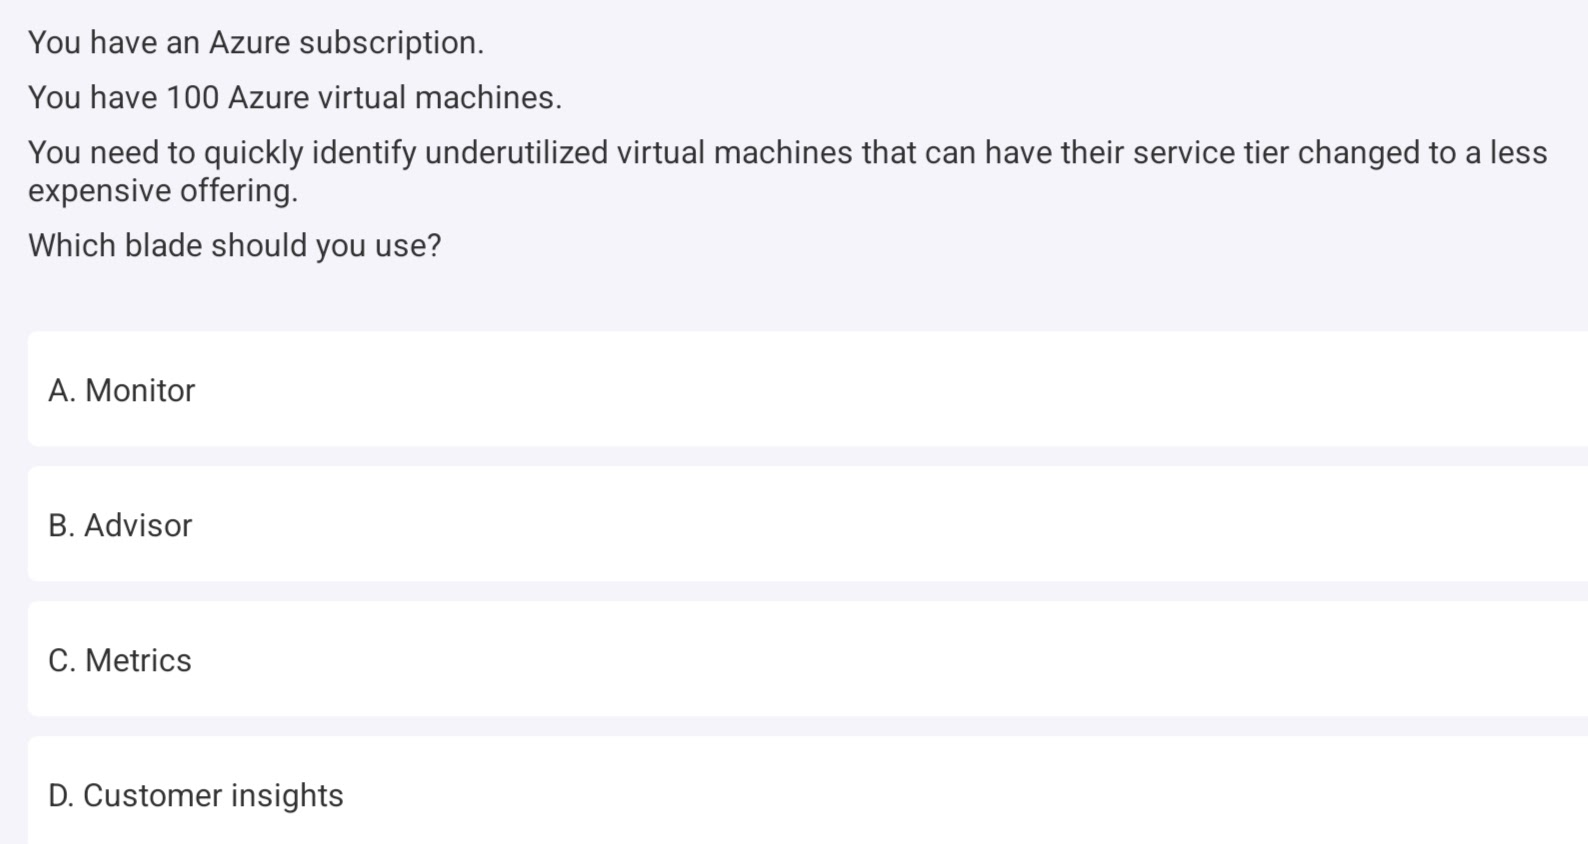 You have an Azure subscription.
You have 100 Azure virtual machines.
You need to quickly identify underutilized virtual machines that can have their service tier changed to a less
expensive offering.
Which blade should you use?
A. Monitor
B. Advisor
C. Metrics
D. Customer insights